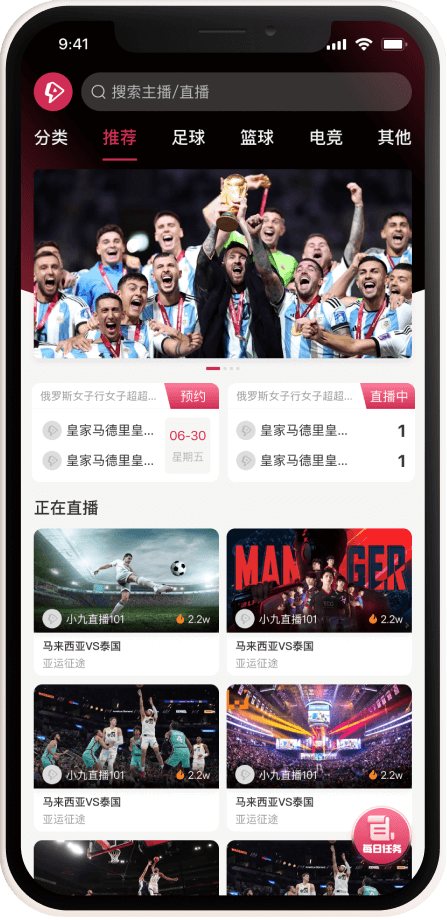 9:41
搜索主播/直播
分类 推荐 足球 篮球 电竞 其他
俄罗斯女子行女子超超... 预约
皇家马德里皇... 06-30
皇家马德里皇... 星期五
俄罗斯女子行女子超超... 直播中
皇家马德里皇... 1
皇家马德里皇... 1
正在直播
小九直播101 2.2w
马来西亚VS泰国
亚运征途
MANAGER
小九直播101 2.2w
马来西亚VS泰国
亚运征途
小九直播101 2.2w
马来西亚VS泰国
亚运征途
小九直播101 2.2w
马来西亚VS泰国
亚运征途
每日任务